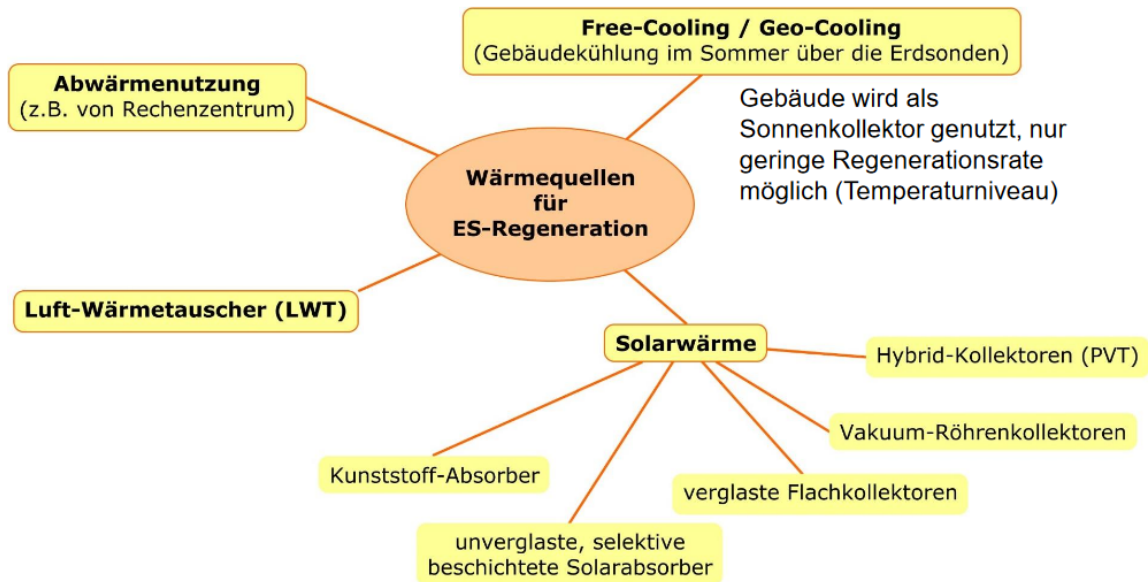 Free-Cooling / Geo-Cooling
(Gebäudekühlung im Sommer über die Erdsonden)
Abwärmenutzung
(z.B. von Rechenzentrum)
Gebäude wird als
Sonnenkollektor genutzt, nur
geringe Regenerationsrate
möglich (Temperaturniveau)
Wärmequellen
für
ES-Regeneration
Luft-Wärmetauscher (LWT)
Solarwärme
Hybrid-Kollektoren (PVT)
Vakuum-Röhrenkollektoren
Kunststoff-Absorber
verglaste Flachkollektoren
unverglaste, selektive
beschichtete Solarabsorber